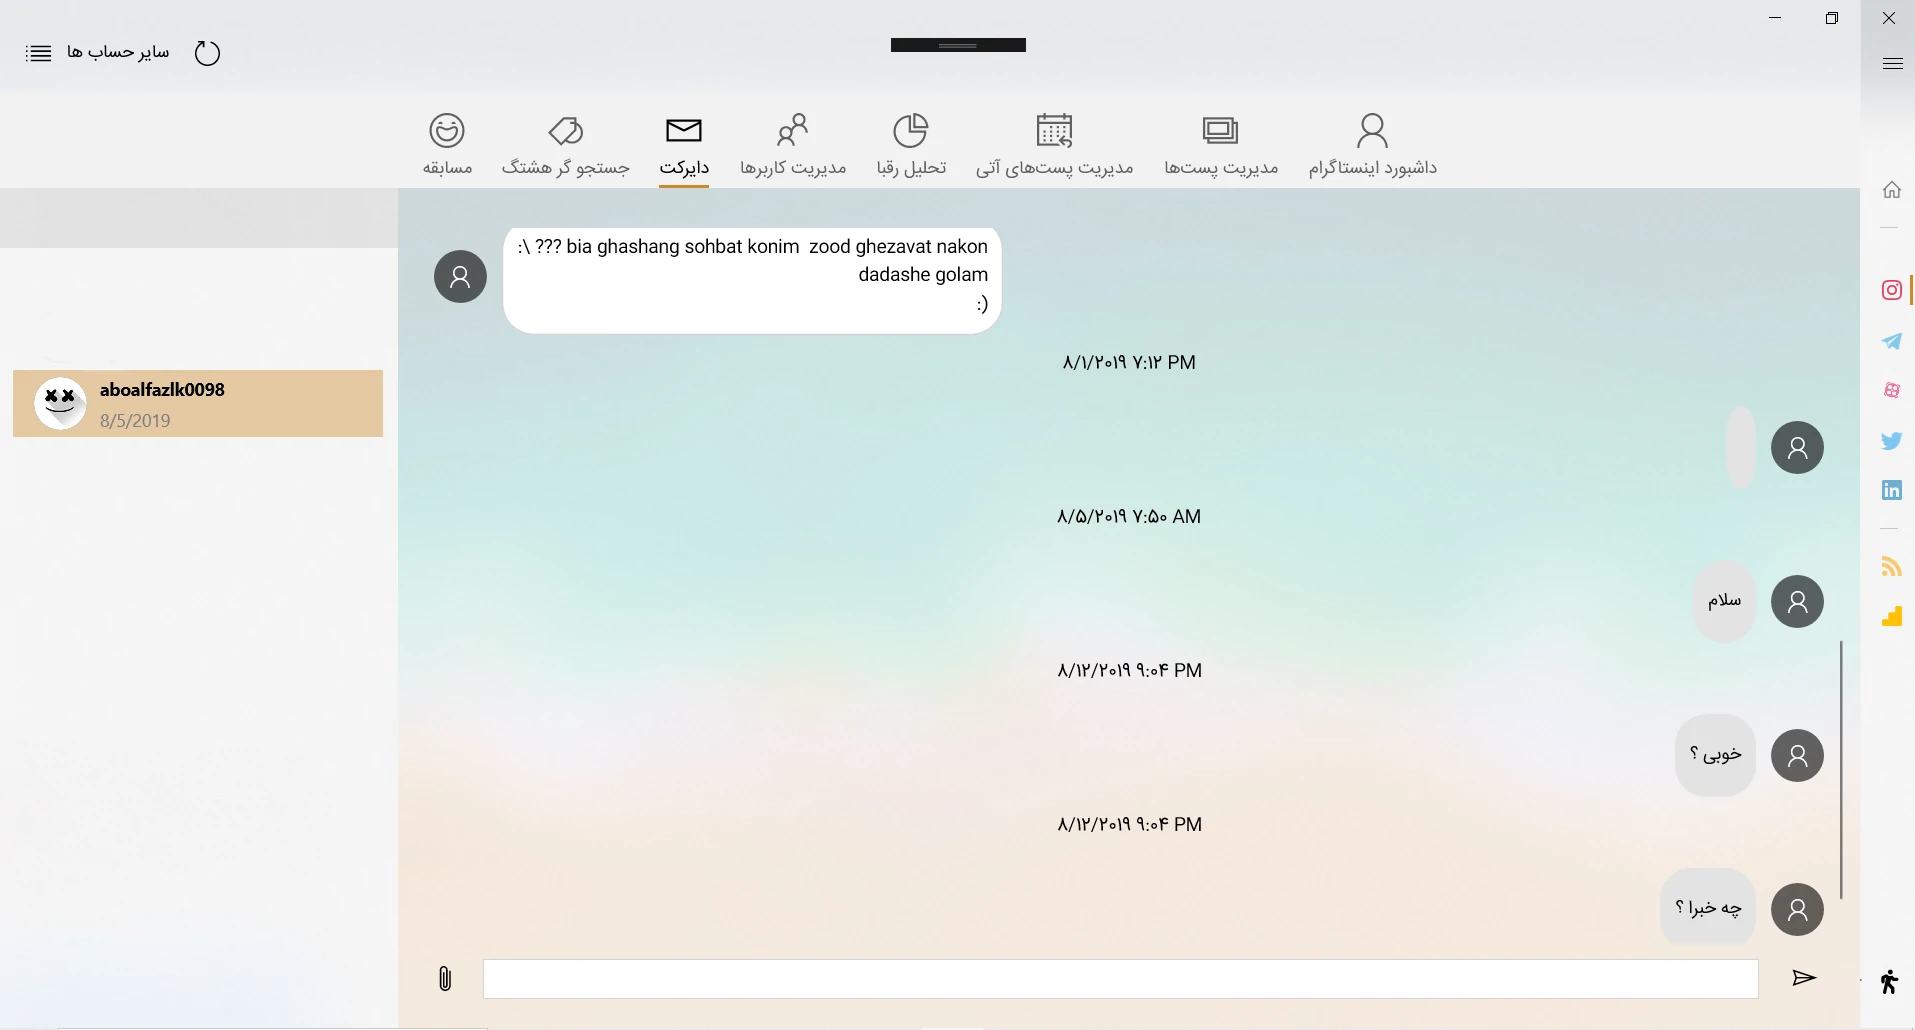 سایر حساب ها
داشبورد اینستاگرام
مدیریت پست‌ها
مدیریت پست‌های آتی
تحلیل رقبا
مدیریت کاربرها
دایرکت
جستجو گر هشتگ
مسابقه
aboalfazlk0098
8/5/2019
:\ ??? bia ghashang sohbat konim  zood ghezavat nakon
dadashe golam
:)
۸/۱/۲۰۱۹ ۷:۱۲ PM
۸/۵/۲۰۱۹ ۷:۵۰ AM
سلام
۸/۱۲/۲۰۱۹ ۹:۰۴ PM
خوبی ؟
۸/۱۲/۲۰۱۹ ۹:۰۴ PM
چه خبرا ؟